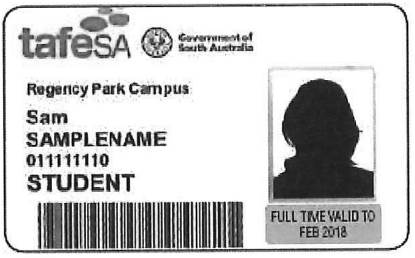 tafeSA
Government of
South Australia
Regency Park Campus
Sam
SAMPLENAME
011111110
STUDENT
FULL TIME VALID TO
FEB 2018